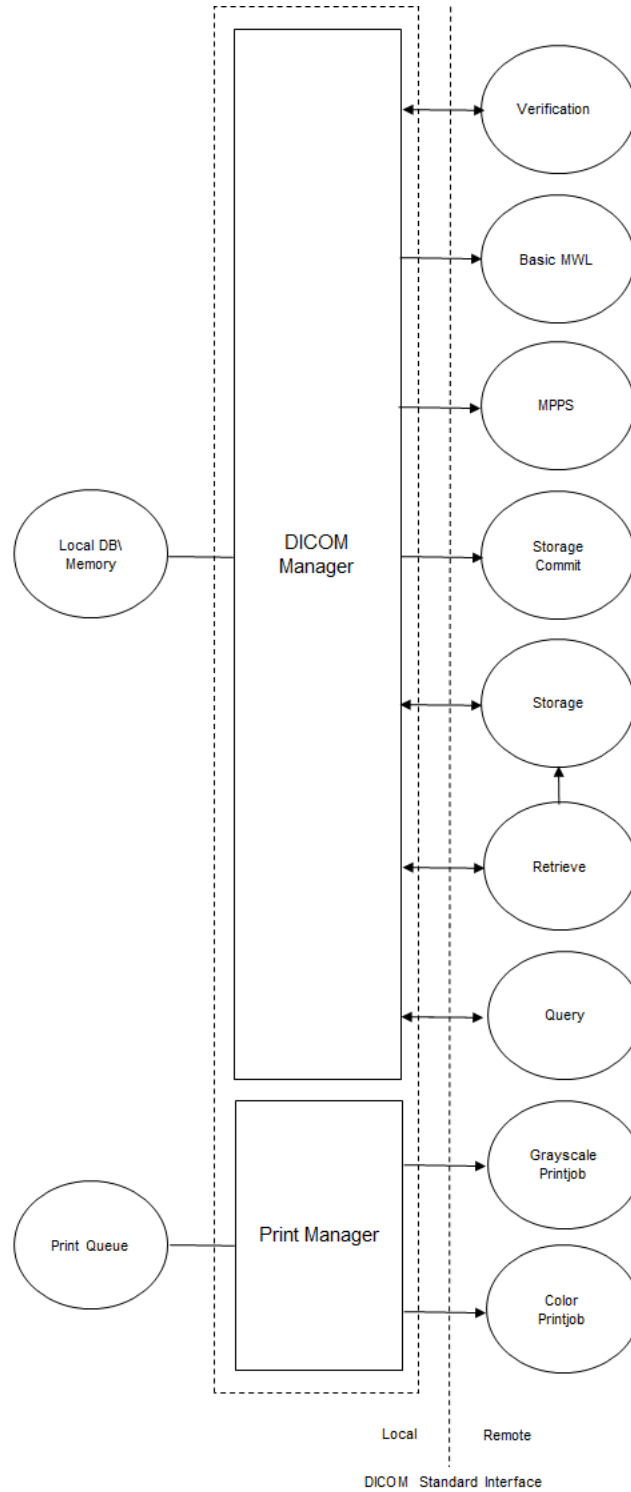 Verification
Basic MWL
MPPS
Local DB\
Memory
DICOM
Manager
Storage
Commit
Storage
Retrieve
Query
Grayscale
Printjob
Print Queue
Print Manager
Color
Printjob
Local Remote
DICOM Standard Interface